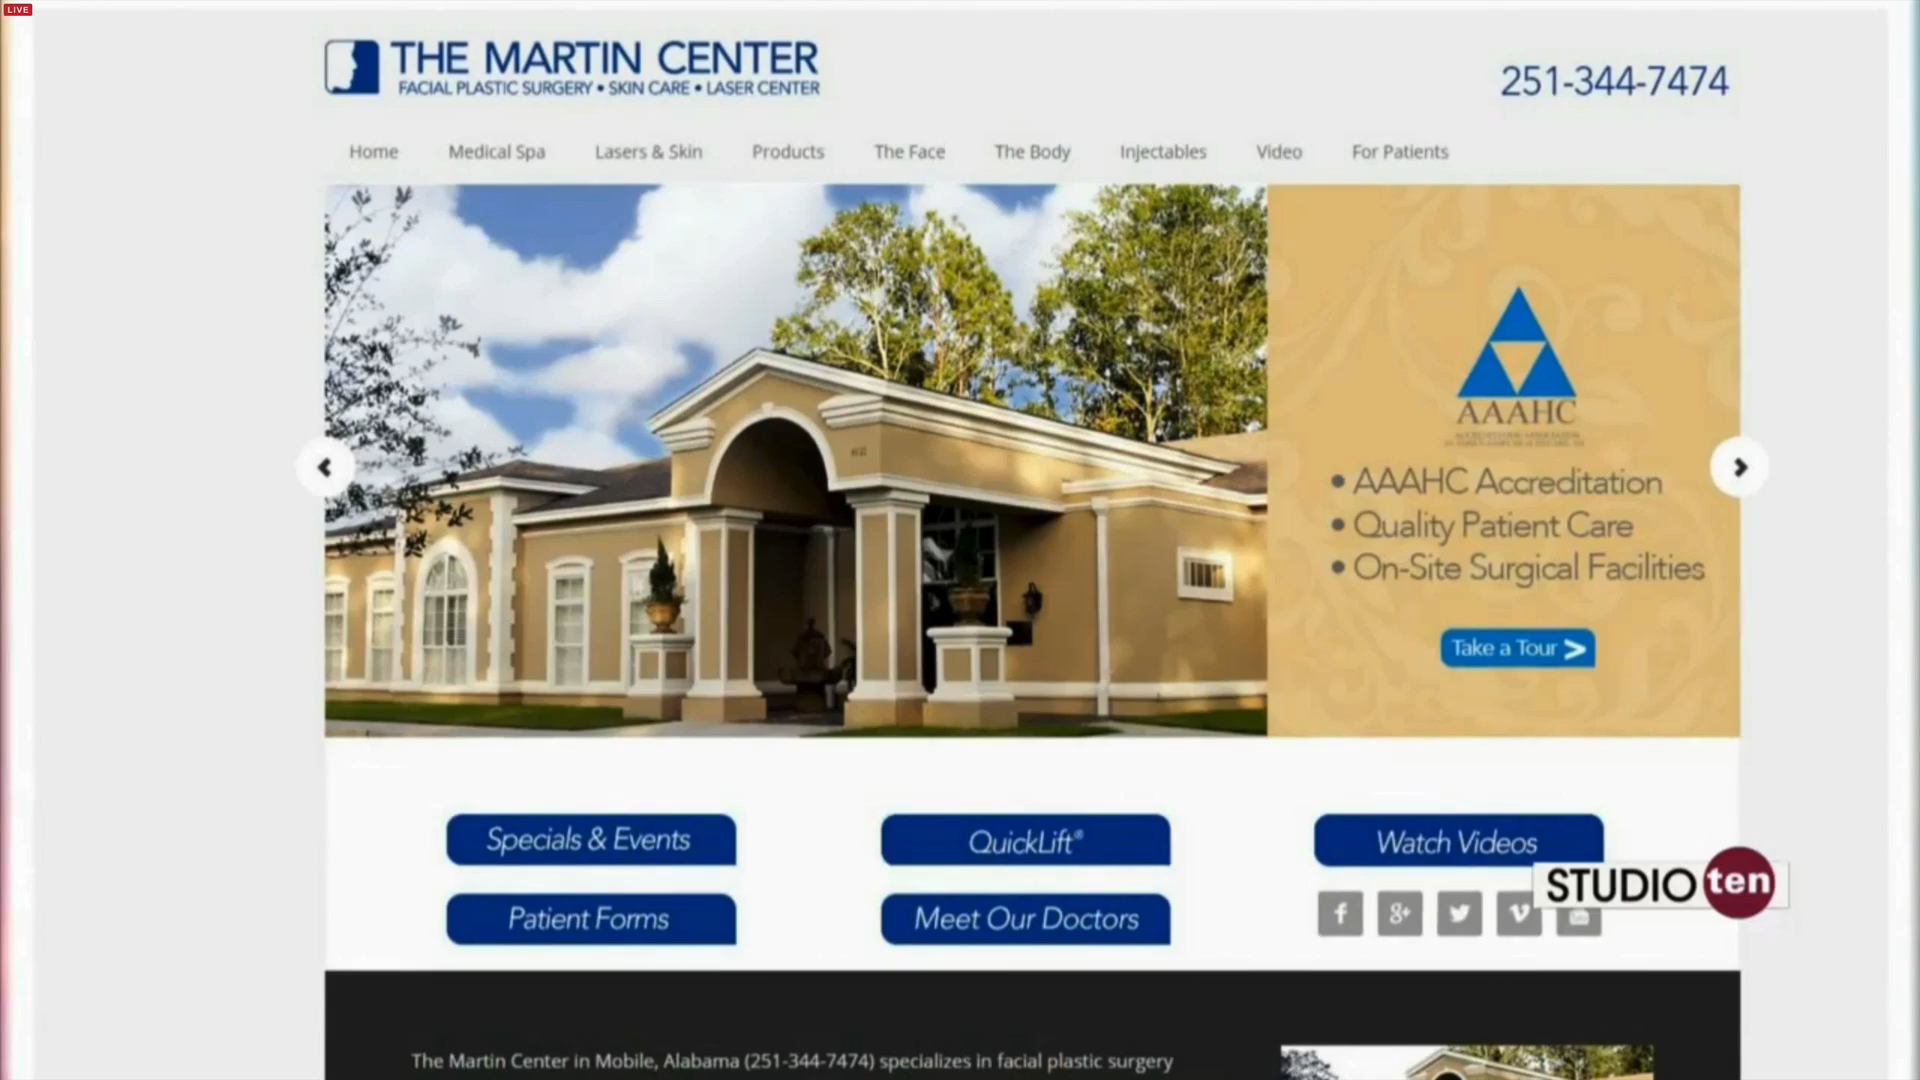 LIVE
THE MARTIN CENTER
FACIAL PLASTIC SURGERY • SKIN CARE • LASER CENTER
251-344-7474
Home Medical Spa Lasers & Skin Products The Face The Body Injectables Video For Patients
AAAHC
• AAAHC Accreditation
• Quality Patient Care
• On-Site Surgical Facilities
Take a Tour >
Specials & Events QuickLift® Watch Videos
Patient Forms Meet Our Doctors
STUDIO ten
The Martin Center in Mobile, Alabama (251-344-7474) specializes in facial plastic surgery